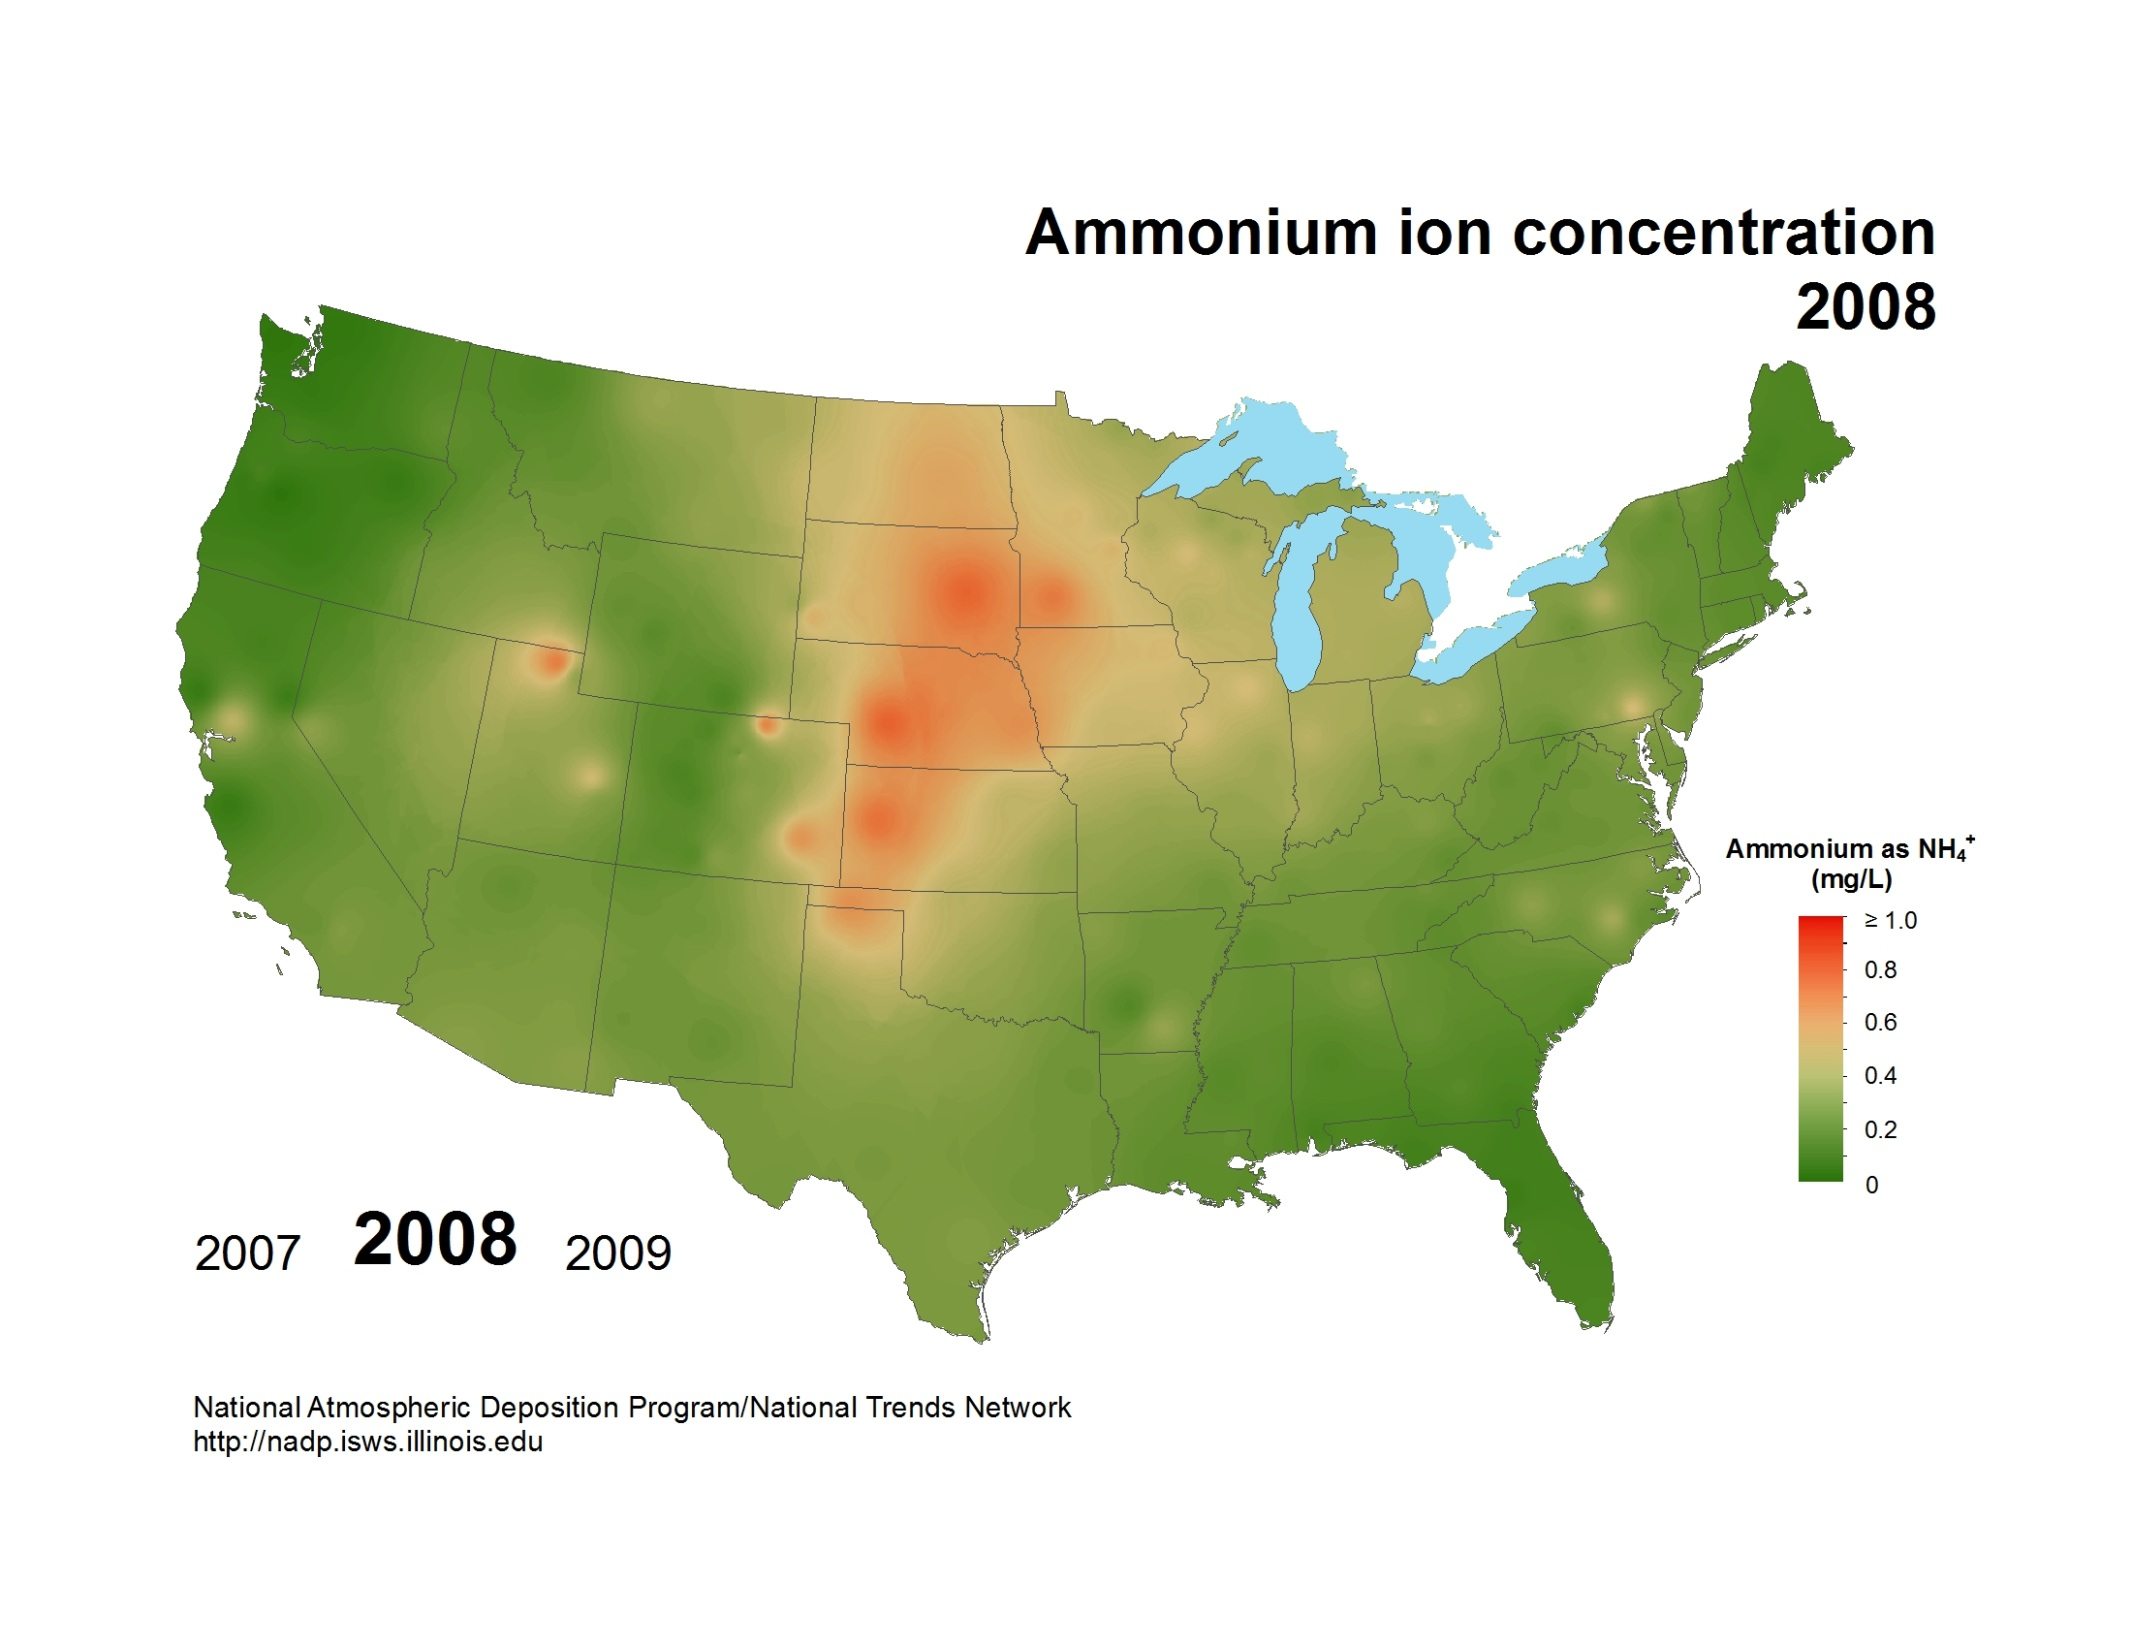 Ammonium ion concentration
2008
Ammonium as NH₄⁺
(mg/L)
≥ 1.0
0.8
0.6
0.4
0.2
0
2007 2008 2009
National Atmospheric Deposition Program/National Trends Network
http://nadp.isws.illinois.edu